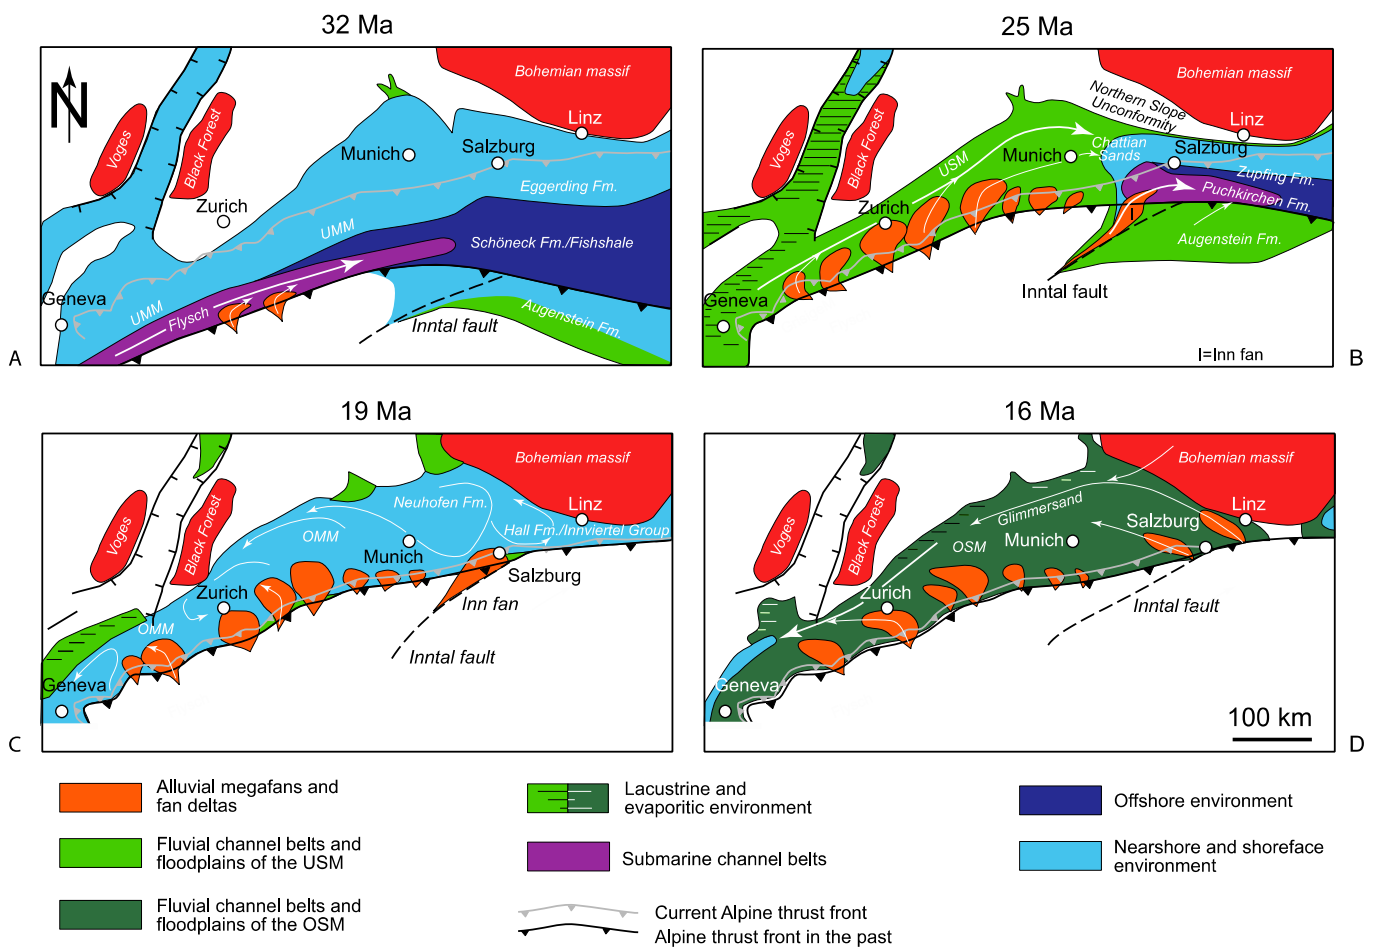 32 Ma
N
Voges
Black Forest
Bohemian massif
Linz
Munich
Salzburg
Zurich
Eggerding Fm.
UMM
Schöneck Fm./Fishshale
Geneva
UMM
Flysch
Augenstein Fm.
Inntal fault
A
25 Ma
Voges
Black Forest
Bohemian massif
Northern Slope
Unconformity
Linz
USM
Munich
Chattian
Sands
Salzburg
Zupfing Fm.
Zurich
Puchkirchen Fm.
I
Augenstein Fm.
Geneva
Inntal fault
I=Inn fan
B
19 Ma
Voges
Black Forest
Bohemian massif
Neuhofen Fm.
Linz
Hall Fm./Innviertel Group
OMM
Munich
Salzburg
Zurich
Inn fan
OMM
Inntal fault
Geneva
C
16 Ma
Voges
Black Forest
Bohemian massif
Glimmersand
Linz
Salzburg
OSM
Munich
Zurich
Inntal fault
Geneva
100 km
D
Alluvial megafans and
fan deltas
Fluvial channel belts and
floodplains of the USM
Fluvial channel belts and
floodplains of the OSM
Lacustrine and
evaporitic environment
Submarine channel belts
Current Alpine thrust front
Alpine thrust front in the past
Offshore environment
Nearshore and shoreface
environment